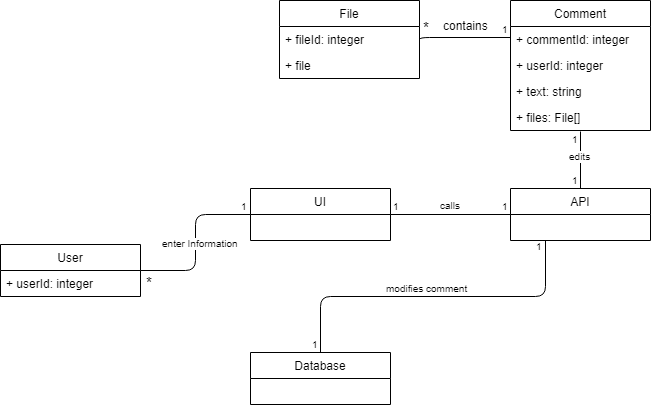 File
+ fileId: integer
+ file
* contains 1
Comment
+ commentId: integer
+ userId: integer
+ text: string
+ files: File[]
1
edits
1
UI
1 calls 1
API
1
enter Information
1
User
+ userId: integer
*
modifies comment
1
Database